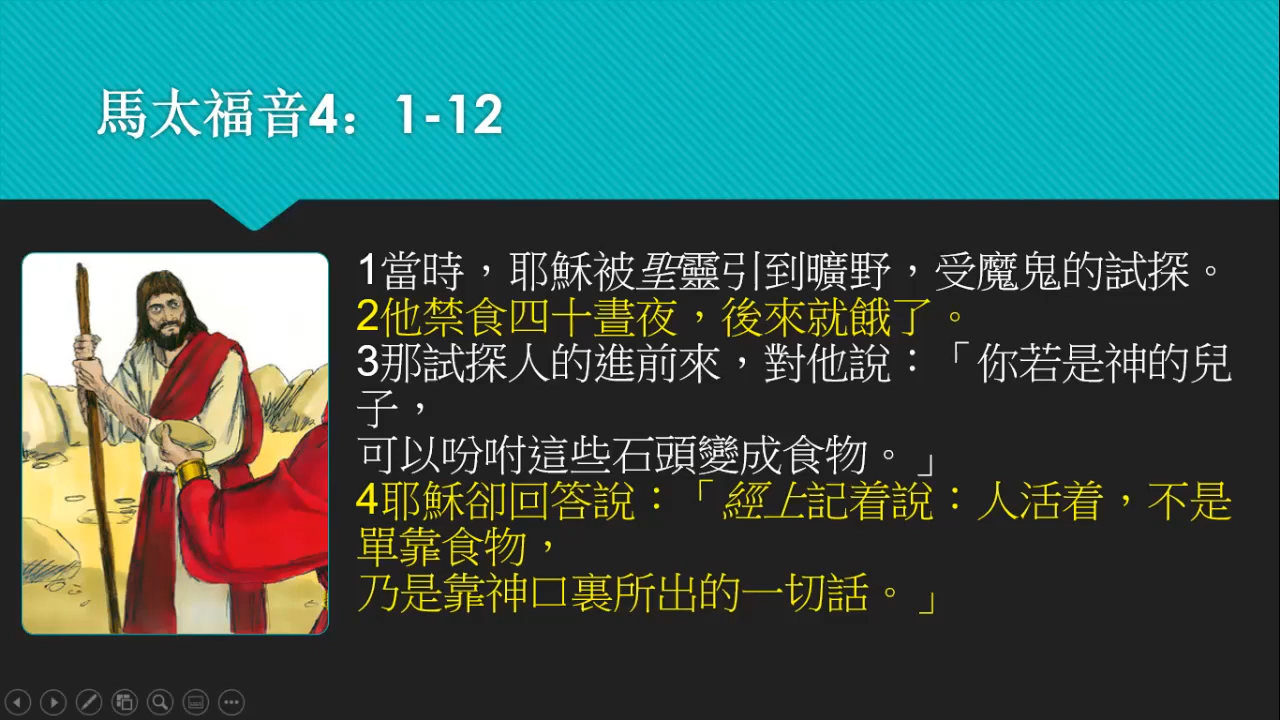 馬太福音4：1-12
1當時，耶穌被聖靈引到曠野，受魔鬼的試探。
2他禁食四十晝夜，後來就餓了。
3那試探人的進前來，對他說：「你若是神的兒
子，
可以吩咐這些石頭變成食物。」
4耶穌卻回答說：「經上記着說：人活着，不是
單靠食物，
乃是靠神口裏所出的一切話。」